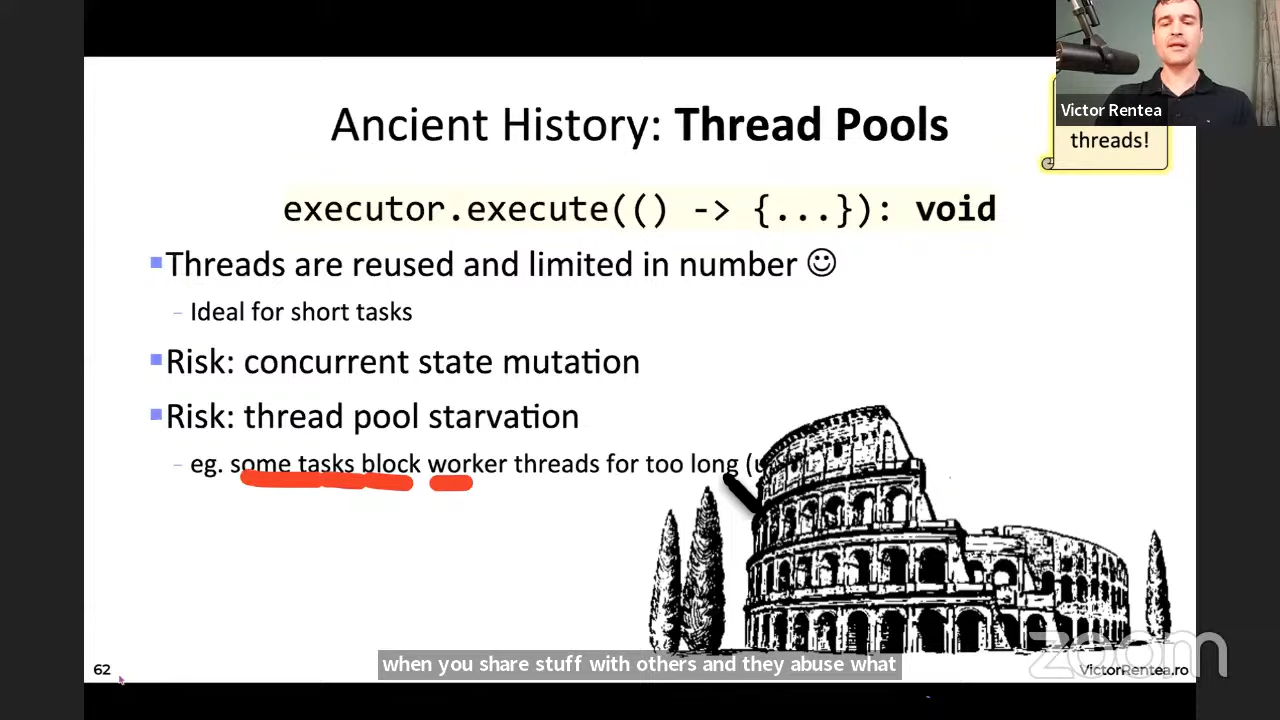 Victor Rentea
threads!
Ancient History: Thread Pools
executor.execute(() -> {...}): void
Threads are reused and limited in number ☺
– Ideal for short tasks
Risk: concurrent state mutation
Risk: thread pool starvation
– eg. some tasks block worker threads for too long (
when you share stuff with others and they abuse what
zoom
62
VictorRentea.ro